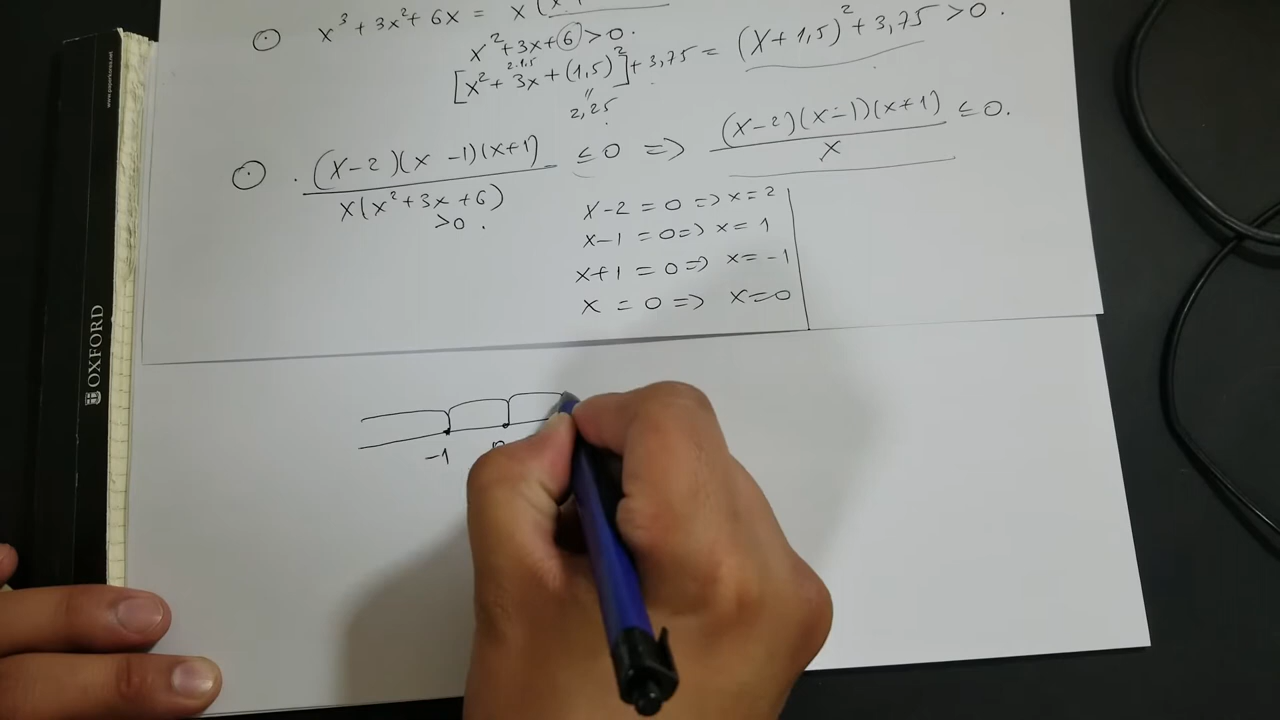 x³ + 3x² + 6x = x (x
x² + 3x + 6 > 0.
2·1,5
[x² + 3x + (1,5)²] + 3,75 = (x + 1,5)² + 3,75 > 0.
"
2,25
(x-2)(x-1)(x+1) / x(x²+3x+6) ≤ 0 => (x-2)(x-1)(x+1) / x ≤ 0.
>0.
x-2 = 0 => x = 2
x-1 = 0 => x = 1
x+1 = 0 => x = -1
x = 0 => x = 0
-1
OXFORD